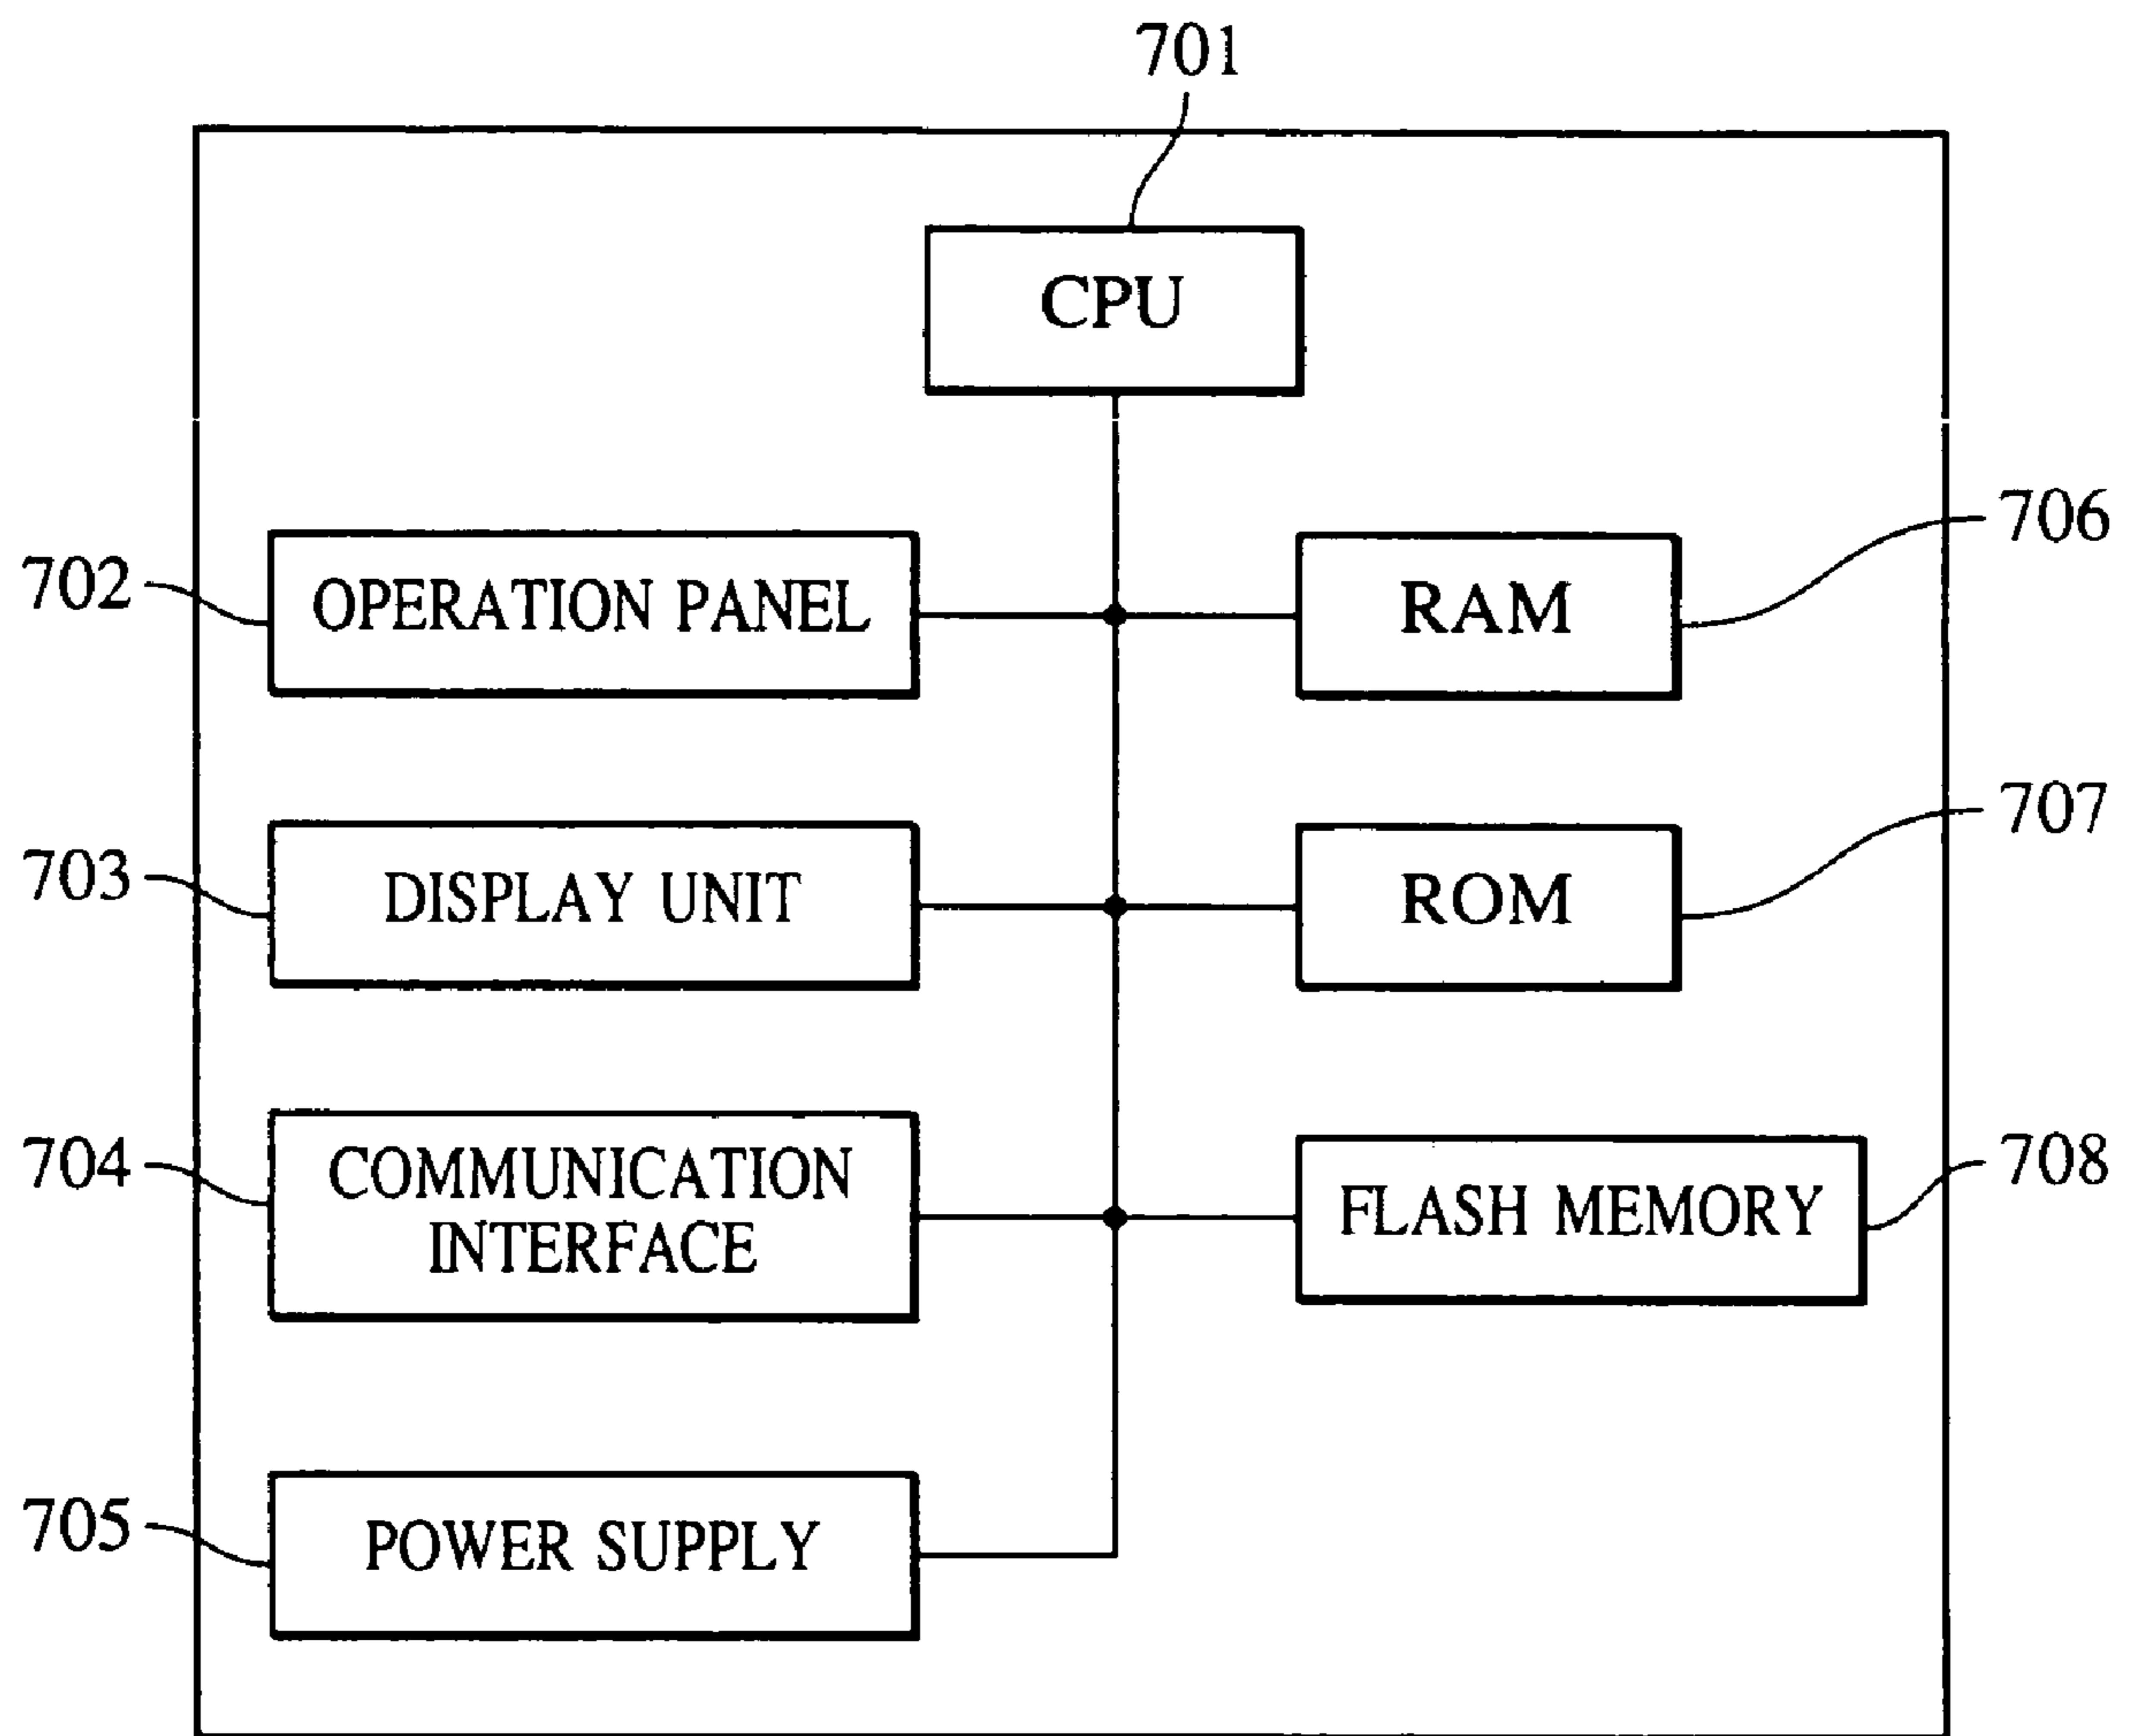 701
CPU
702
OPERATION PANEL
RAM
706
703
DISPLAY UNIT
ROM
707
704
COMMUNICATION
INTERFACE
FLASH MEMORY
708
705
POWER SUPPLY